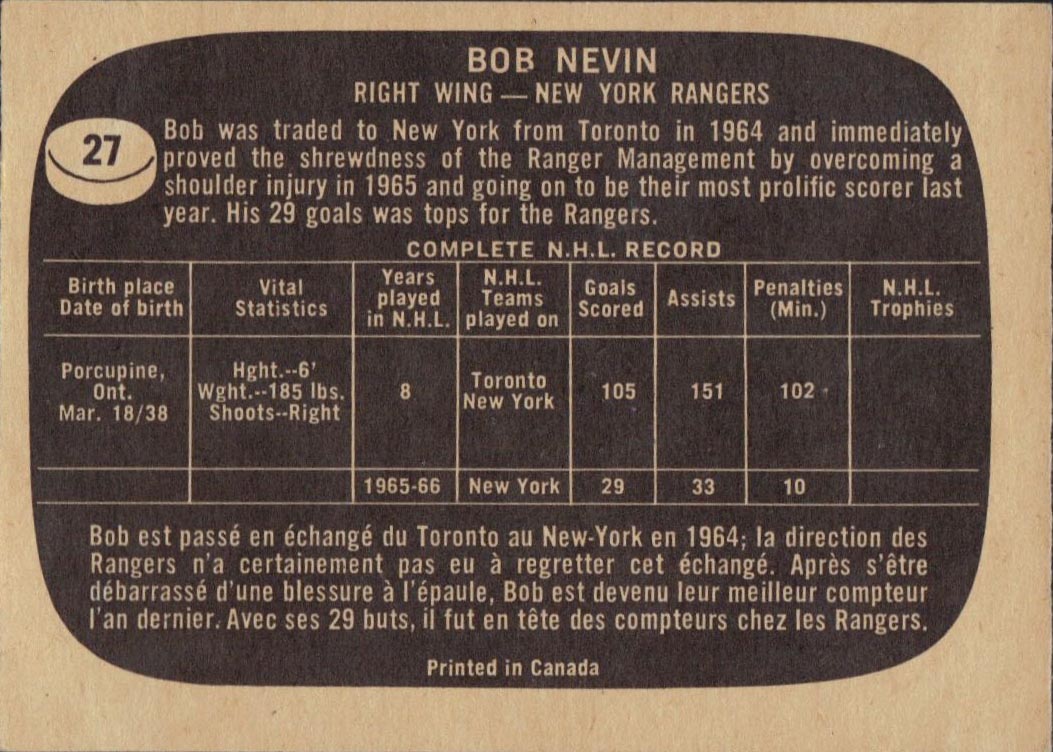 BOB NEVIN
RIGHT WING — NEW YORK RANGERS
27
Bob was traded to New York from Toronto in 1964 and immediately
proved the shrewdness of the Ranger Management by overcoming a
shoulder injury in 1965 and going on to be their most prolific scorer last
year. His 29 goals was tops for the Rangers.
COMPLETE N.H.L. RECORD
Birth place
Date of birth
Vital
Statistics
Years
played
in N.H.L.
N.H.L.
Teams
played on
Goals
Scored
Assists
Penalties
(Min.)
N.H.L.
Trophies
Porcupine,
Ont.
Mar. 18/38
Hght.--6'
Wght.--185 lbs.
Shoots--Right
8
Toronto
New York
105
151
102
1965-66
New York
29
33
10
Bob est passé en échangé du Toronto au New-York en 1964; la direction des
Rangers n'a certainement pas eu à regretter cet échangé. Après s'être
débarrassé d'une blessure à l'épaule, Bob est devenu leur meilleur compteur
l'an dernier. Avec ses 29 buts, il fut en tête des compteurs chez les Rangers.
Printed in Canada